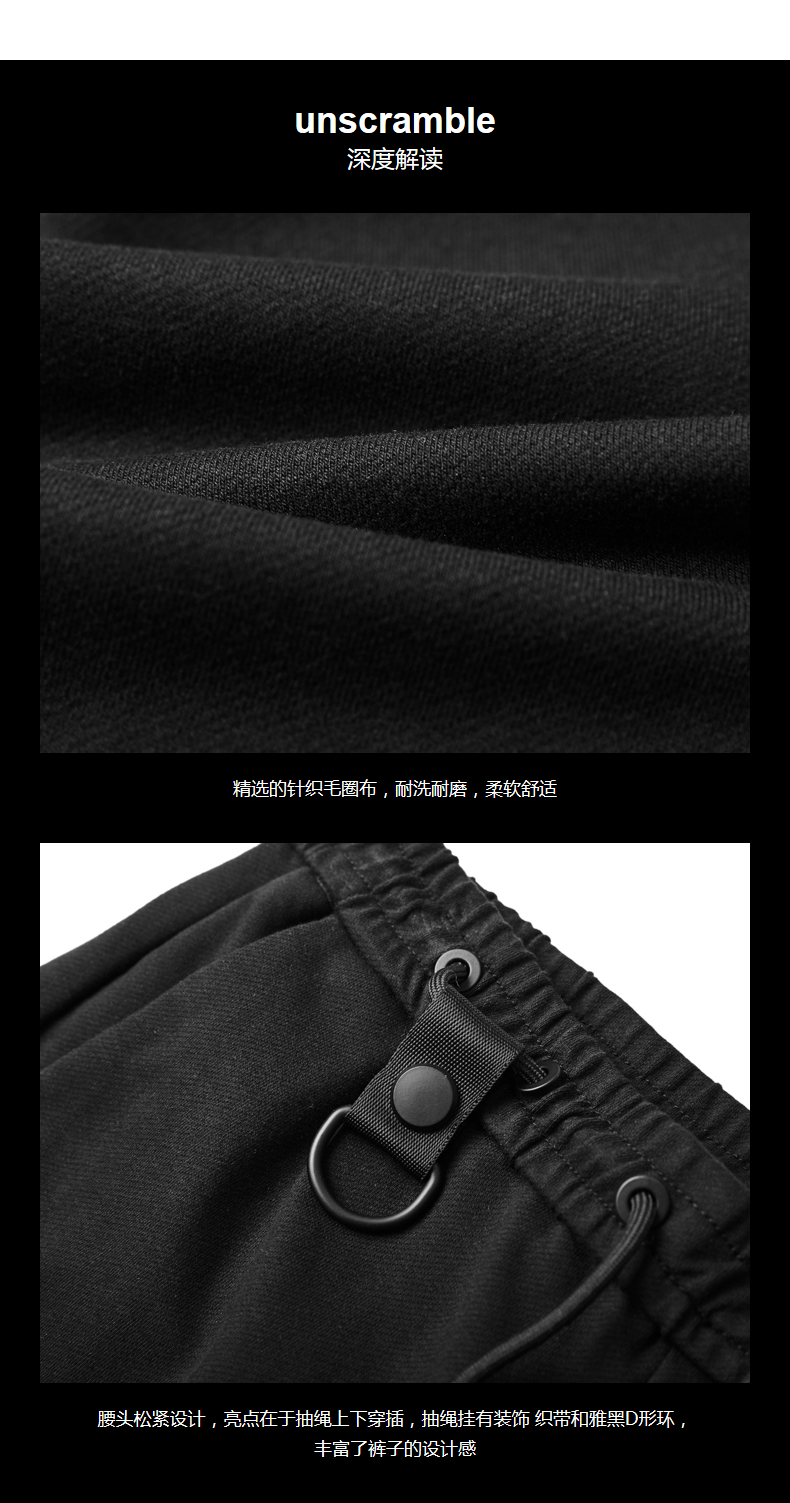 unscramble
深度解读
精选的针织毛圈布，耐洗耐磨，柔软舒适
腰头松紧设计，亮点在于抽绳上下穿插，抽绳挂有装饰 织带和雅黑D形环，
丰富了裤子的设计感